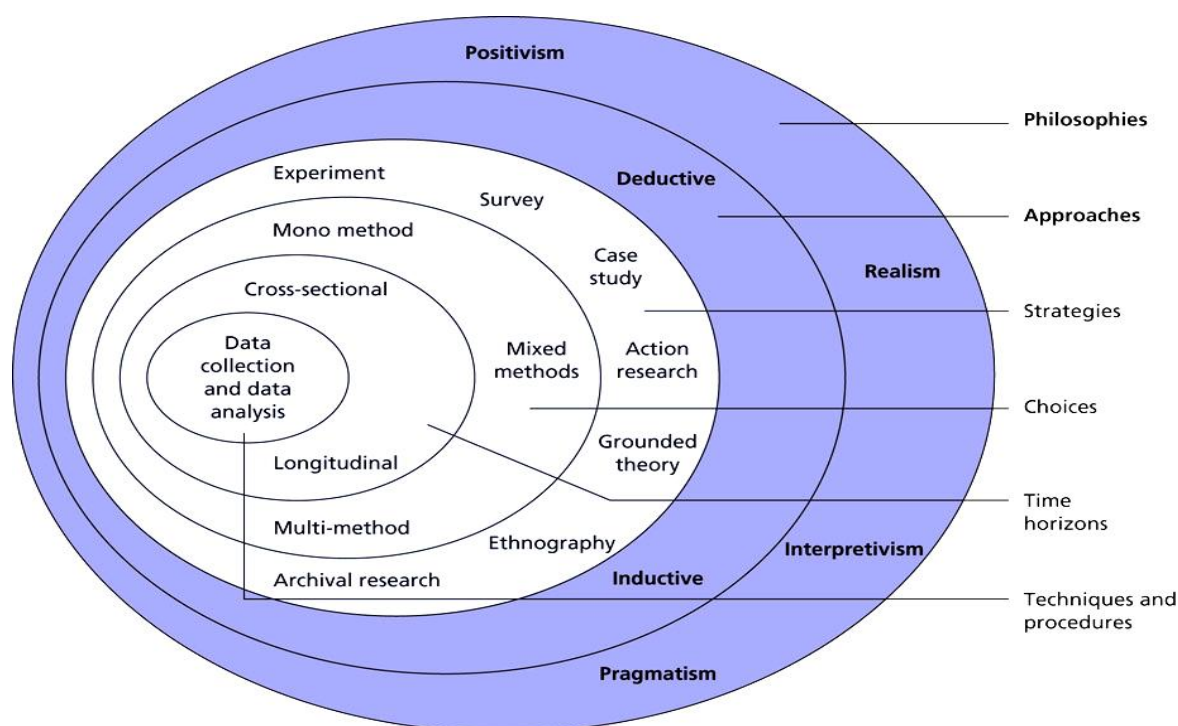 Positivism
Philosophies
Experiment
Deductive
Survey
Approaches
Mono method
Case
study
Realism
Cross-sectional
Strategies
Data
collection
and data
analysis
Mixed
methods
Action
research
Choices
Grounded
theory
Longitudinal
Time
horizons
Multi-method
Ethnography
Interpretivism
Archival research
Inductive
Techniques and
procedures
Pragmatism